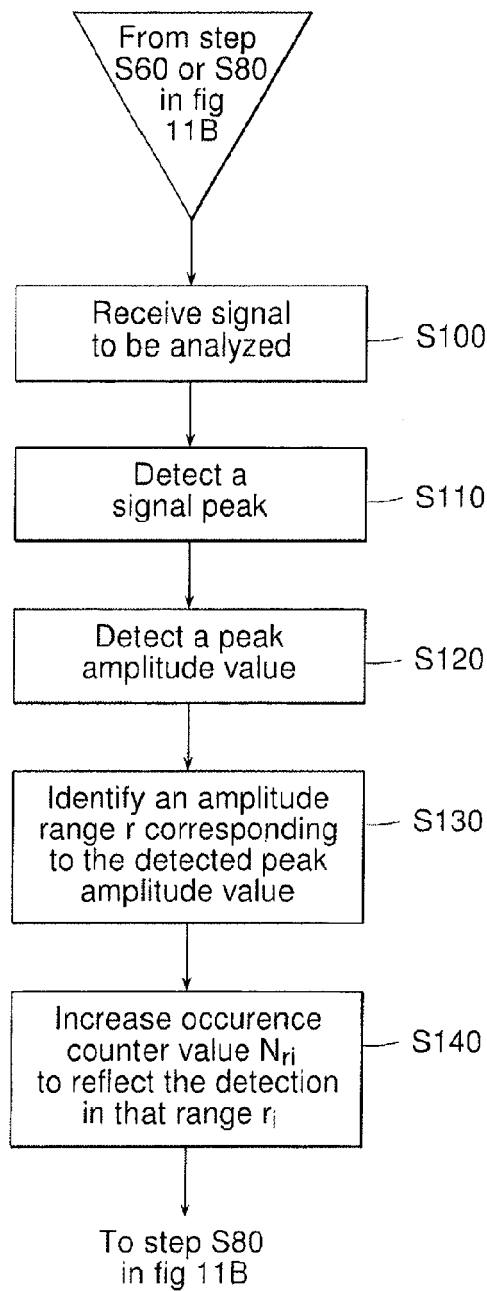 From step
S60 or S80
in fig
11B
Receive signal
to be analyzed
S100
Detect a
signal peak
S110
Detect a peak
amplitude value
S120
Identify an amplitude
range r corresponding
to the detected peak
amplitude value
S130
Increase occurence
counter value Nri
to reflect the detection
in that range ri
S140
To step S80
in fig 11B